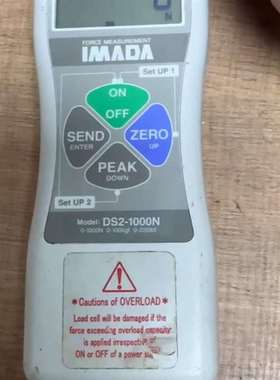 N
FORCE MEASUREMENT
IMADA
Set UP 1
ON
OFF
SEND
ENTER
ZERO
UP
PEAK
DOWN
Set UP 2
Model: DS2-1000N
*Cautions of OVERLOAD*
Load cell will be damaged if the
force exceeding overload capacity
is applied irrespective of
ON or OFF of a power